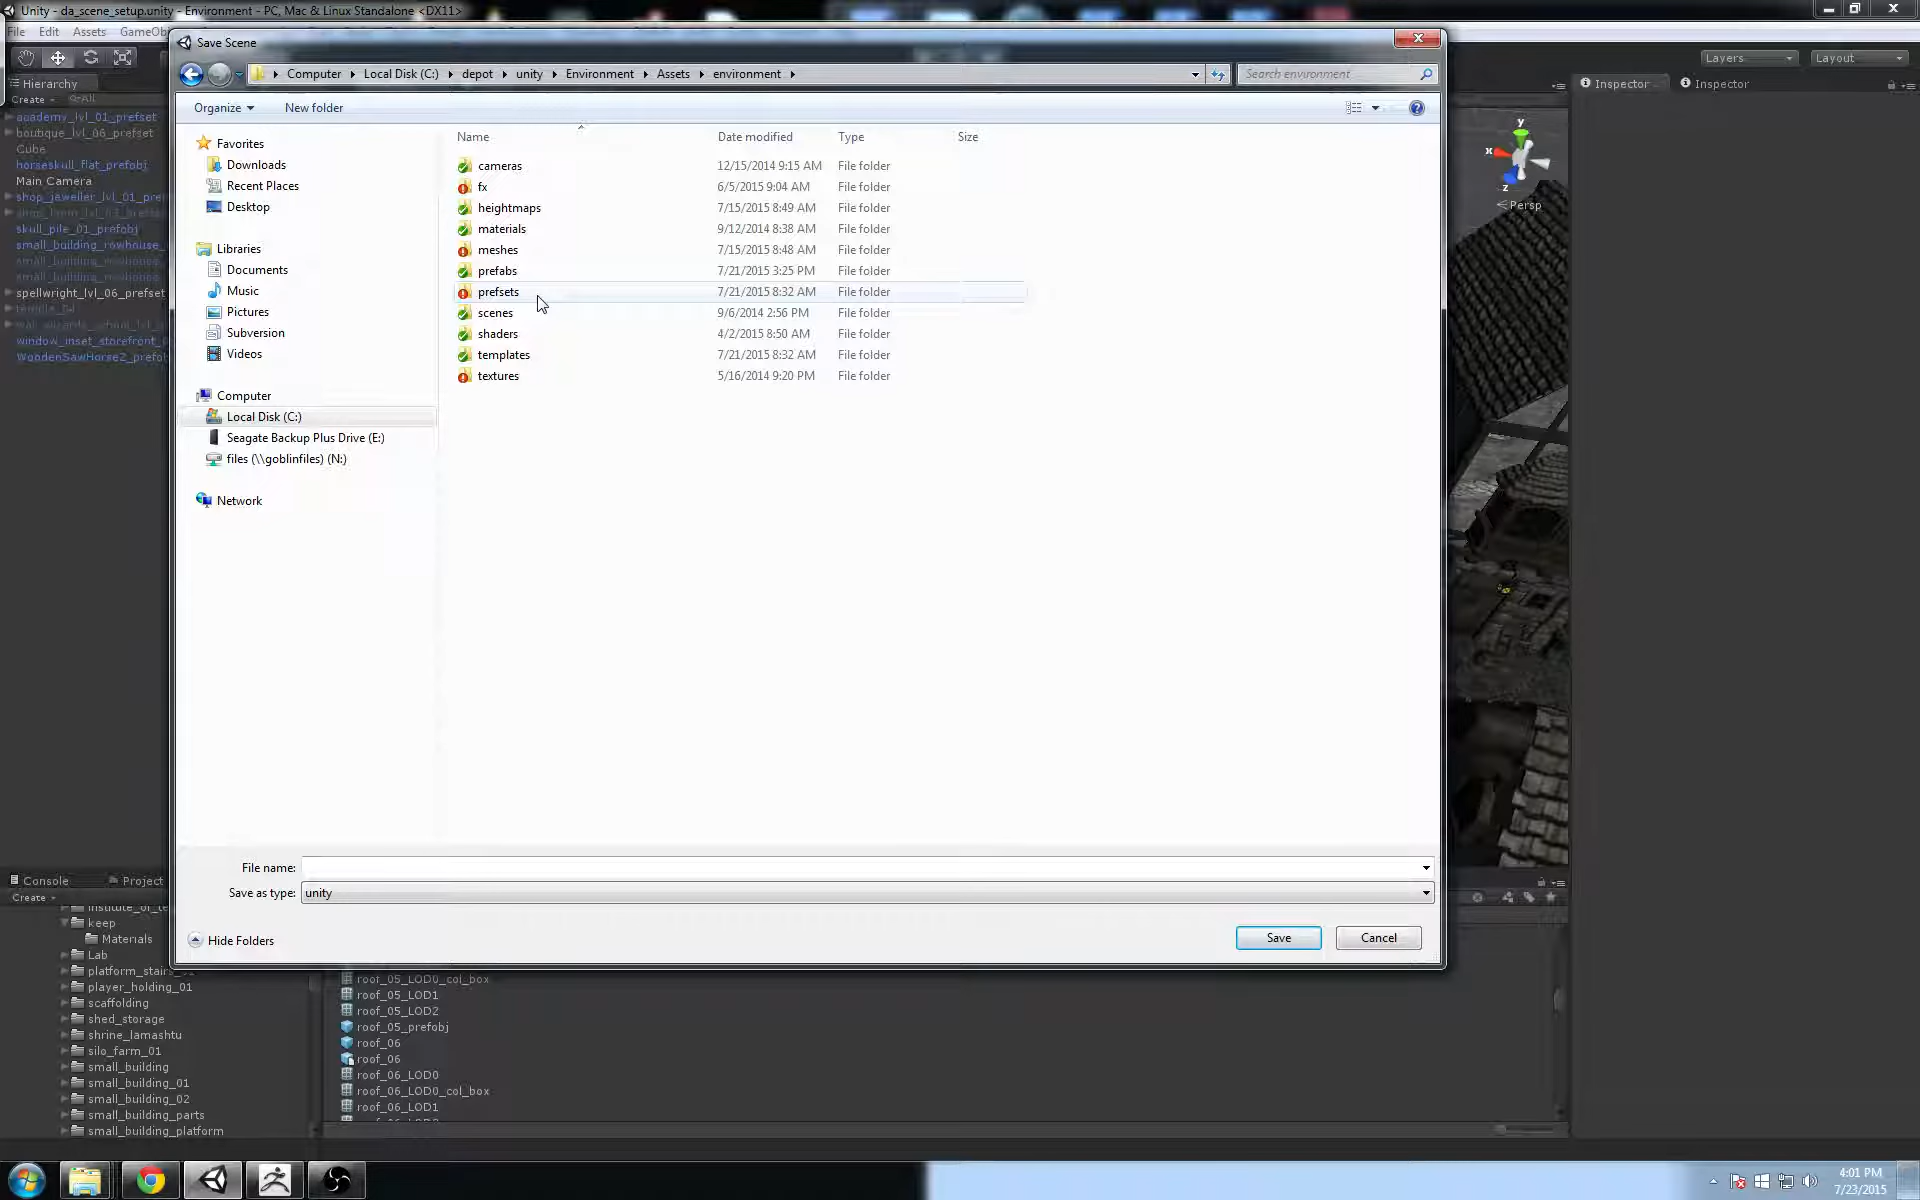 Unity - da_scene_setup.unity - Environment - PC, Mac & Linux Standalone <DX11>
File Edit Assets GameOb
Layers Layout
Hierarchy
Create All
academy_lvl_01_prefset
boutique_lvl_06_prefset
Cube
horseskull_flat_prefobj
Main Camera
shop_jeweller_lvl_01_pre
skull_pile_01_prefobj
small_building_rowhouse_
spellwright_lvl_06_prefset
window_inset_storefront_0
WoodenSawHorse2_prefob
Save Scene
Computer Local Disk (C:) depot unity Environment Assets environment
Search environment
Organize New folder
Favorites
Downloads
Recent Places
Desktop
Libraries
Documents
Music
Pictures
Subversion
Videos
Computer
Local Disk (C:)
Seagate Backup Plus Drive (E:)
files (\\goblinfiles) (N:)
Network
Name Date modified Type Size
cameras 12/15/2014 9:15 AM File folder
fx 6/5/2015 9:04 AM File folder
heightmaps 7/15/2015 8:49 AM File folder
materials 9/12/2014 8:38 AM File folder
meshes 7/15/2015 8:48 AM File folder
prefabs 7/21/2015 3:25 PM File folder
prefsets 7/21/2015 8:32 AM File folder
scenes 9/6/2014 2:56 PM File folder
shaders 4/2/2015 8:50 AM File folder
templates 7/21/2015 8:32 AM File folder
textures 5/16/2014 9:20 PM File folder
File name:
Save as type: unity
Hide Folders
Save Cancel
Inspector Inspector
y
x
z
Persp
Console Project
Create
institute_of_te
keep
Materials
Lab
platform_stairs_
player_holding_01
scaffolding
shed_storage
shrine_lamashtu
silo_farm_01
small_building
small_building_01
small_building_02
small_building_parts
small_building_platform
roof_05_LOD0_col_box
roof_05_LOD1
roof_05_LOD2
roof_05_prefobj
roof_06
roof_06
roof_06_LOD0
roof_06_LOD0_col_box
roof_06_LOD1
4:01 PM
7/23/2015